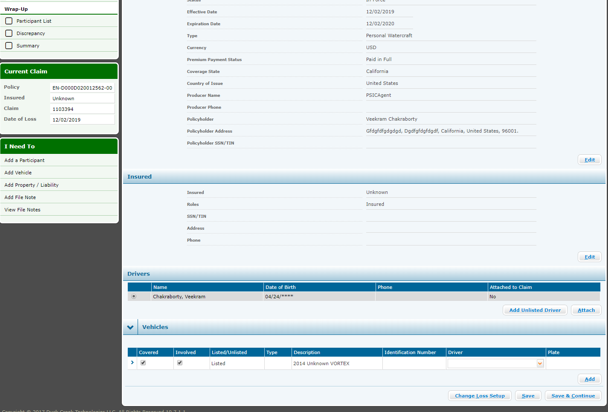 Wrap-Up
Participant List
Discrepancy
Summary
Current Claim
Policy EN-D000D020012562-00
Insured Unknown
Claim 1103394
Date of Loss 12/02/2019
I Need To
Add a Participant
Add Vehicle
Add Property / Liability
Add File Note
View File Notes
Effective Date 12/02/2019
Expiration Date 12/02/2020
Type Personal Watercraft
Currency USD
Premium Payment Status Paid in Full
Coverage State California
Country of Issue United States
Producer Name PSICAgent
Producer Phone
Policyholder Veekram Chakraborty
Policyholder Address Gfdgfdfgdgdgd, Dgdfgfdgfdgdf, California, United States, 96001.
Policyholder SSN/TIN
Edit
Insured
Insured Unknown
Roles Insured
SSN/TIN
Address
Phone
Edit
Drivers
Name Date of Birth Phone Attached to Claim
Chakraborty, Veekram 04/24/**** No
Add Unlisted Driver Attach
Vehicles
Covered Involved Listed/Unlisted Type Description Identification Number Driver Plate
Listed 2014 Unknown VORTEX
Add
Change Loss Setup Save Save & Continue